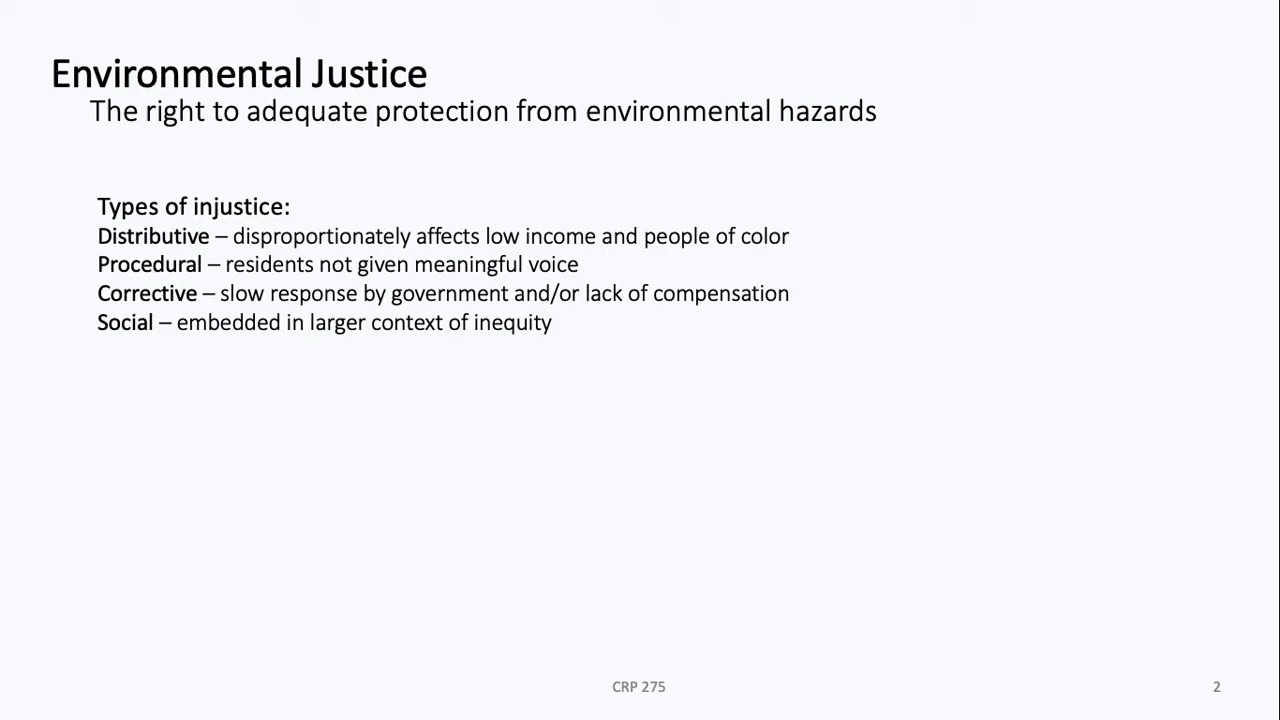 Environmental Justice
The right to adequate protection from environmental hazards
Types of injustice:
Distributive – disproportionately affects low income and people of color
Procedural – residents not given meaningful voice
Corrective – slow response by government and/or lack of compensation
Social – embedded in larger context of inequity
CRP 275
2